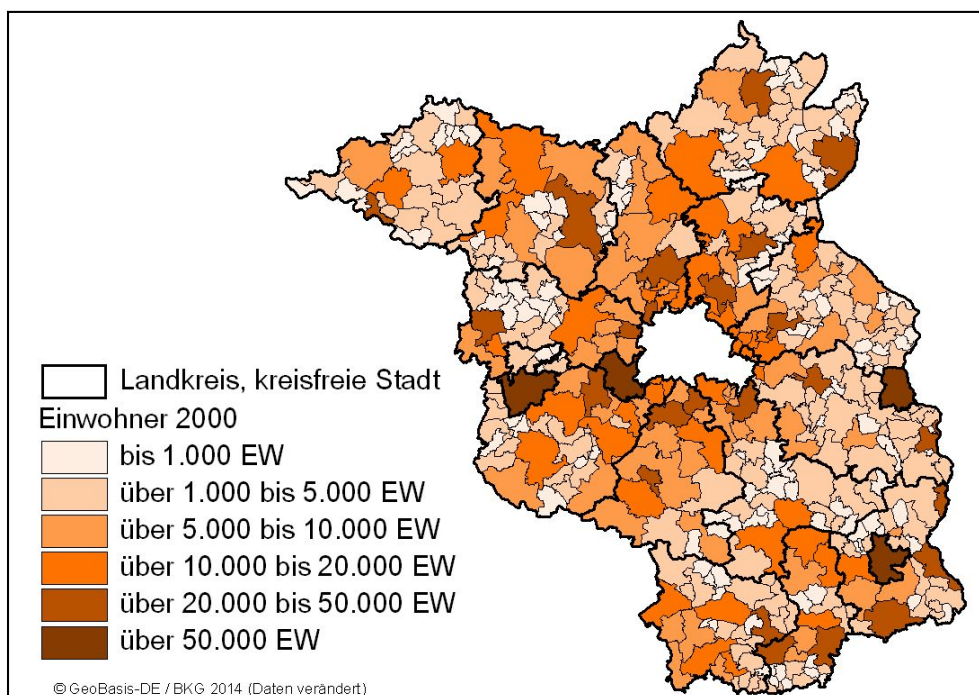 Landkreis, kreisfreie Stadt
Einwohner 2000
bis 1.000 EW
über 1.000 bis 5.000 EW
über 5.000 bis 10.000 EW
über 10.000 bis 20.000 EW
über 20.000 bis 50.000 EW
über 50.000 EW
© GeoBasis-DE / BKG 2014 (Daten verändert)